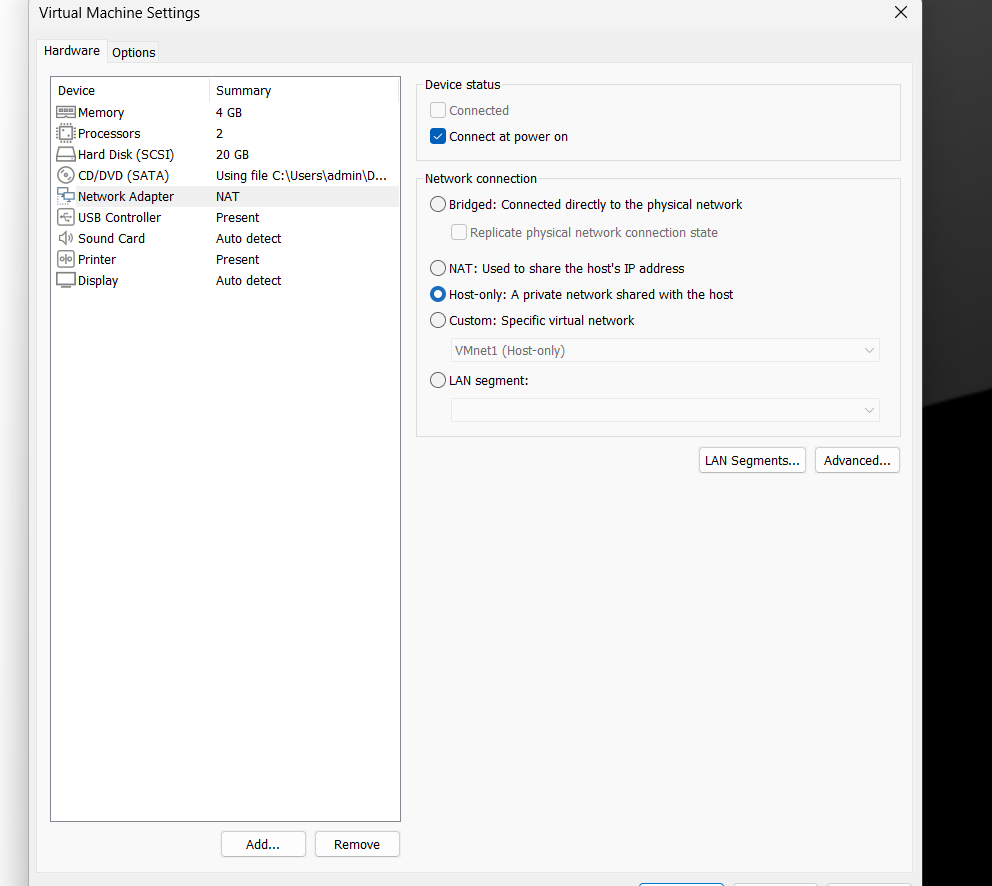 Virtual Machine Settings
Hardware
Options
Device Summary
Memory 4 GB
Processors 2
Hard Disk (SCSI) 20 GB
CD/DVD (SATA) Using file C:\Users\admin\D...
Network Adapter NAT
USB Controller Present
Sound Card Auto detect
Printer Present
Display Auto detect
Add...
Remove
Device status
Connected
Connect at power on
Network connection
Bridged: Connected directly to the physical network
Replicate physical network connection state
NAT: Used to share the host's IP address
Host-only: A private network shared with the host
Custom: Specific virtual network
VMnet1 (Host-only)
LAN segment:
LAN Segments...
Advanced...